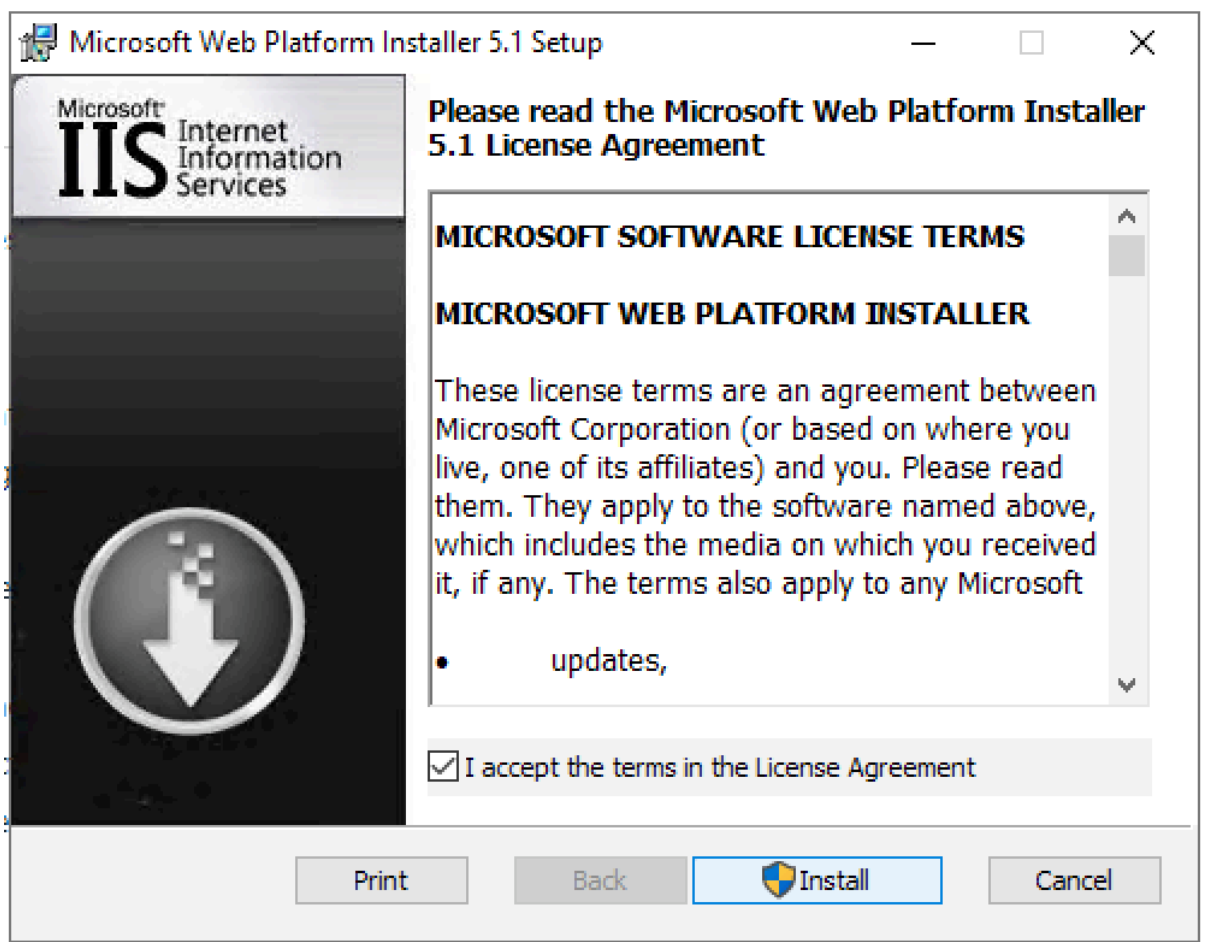 Microsoft Web Platform Installer 5.1 Setup
Microsoft
IIS Internet
Information
Services
Please read the Microsoft Web Platform Installer
5.1 License Agreement
MICROSOFT SOFTWARE LICENSE TERMS
MICROSOFT WEB PLATFORM INSTALLER
These license terms are an agreement between
Microsoft Corporation (or based on where you
live, one of its affiliates) and you. Please read
them. They apply to the software named above,
which includes the media on which you received
it, if any. The terms also apply to any Microsoft
• updates,
I accept the terms in the License Agreement
Print
Back
Install
Cancel